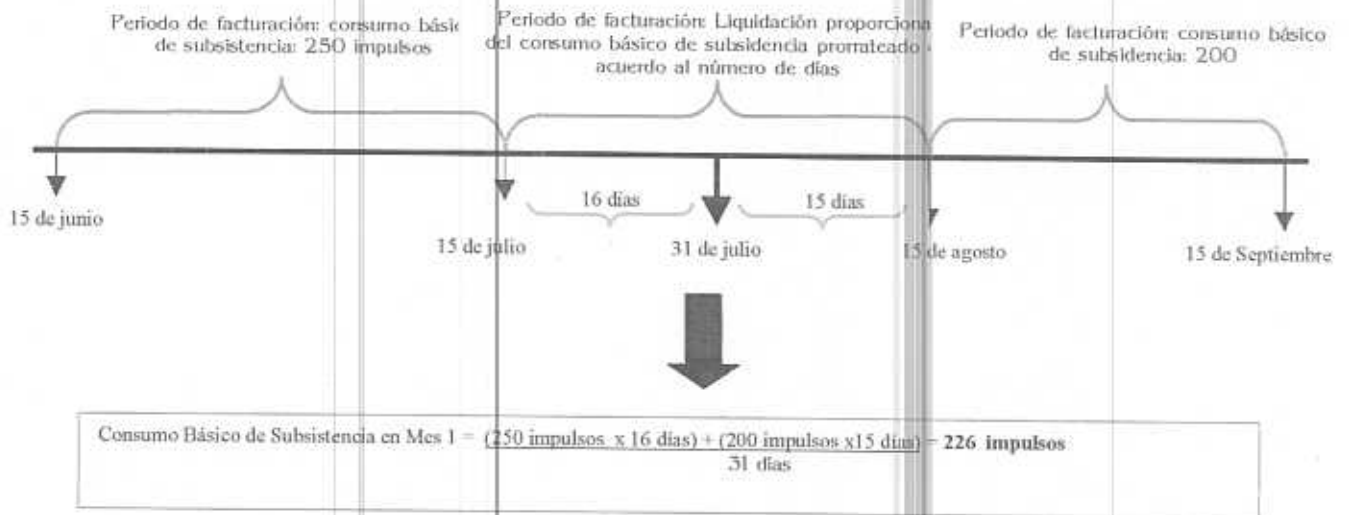 Periodo de facturación: consumo básic
de subsistencia: 250 impulsos
Periodo de facturación: Liquidación proporciona
del consumo básico de subsidencia prorrateado
acuerdo al número de días
Periodo de facturación: consumo básico
de subsidencia: 200
16 días
15 días
15 de junio
15 de julio
31 de julio
15 de agosto
15 de Septiembre
Consumo Básico de Subsistencia en Mes 1 = (250 impulsos x 16 días) + (200 impulsos x15 días) = 226 impulsos
31 días